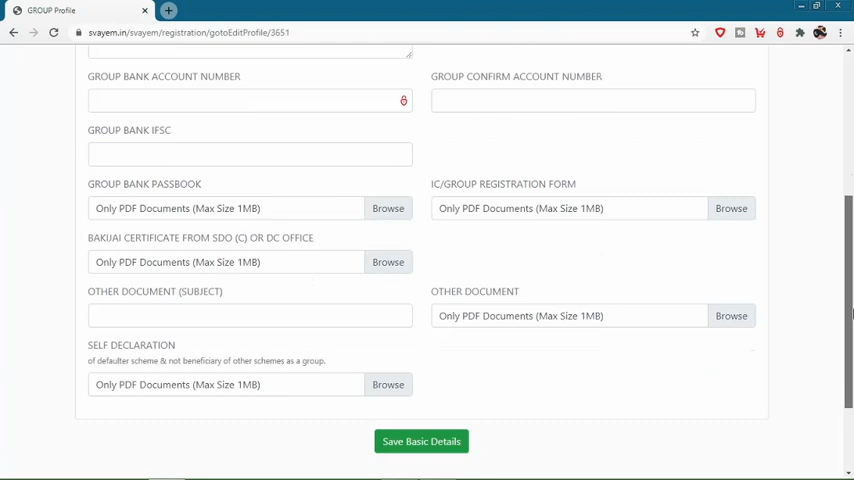 GROUP Profile
svayem.in/svayem/registration/gotoEditProfile/3651
GROUP BANK ACCOUNT NUMBER
GROUP CONFIRM ACCOUNT NUMBER
GROUP BANK IFSC
GROUP BANK PASSBOOK
IC/GROUP REGISTRATION FORM
Only PDF Documents (Max Size 1MB) Browse
Only PDF Documents (Max Size 1MB) Browse
BAKIJAI CERTIFICATE FROM SDO (C) OR DC OFFICE
Only PDF Documents (Max Size 1MB) Browse
OTHER DOCUMENT (SUBJECT)
OTHER DOCUMENT
Only PDF Documents (Max Size 1MB) Browse
SELF DECLARATION
of defaulter scheme & not beneficiary of other schemes as a group.
Only PDF Documents (Max Size 1MB) Browse
Save Basic Details